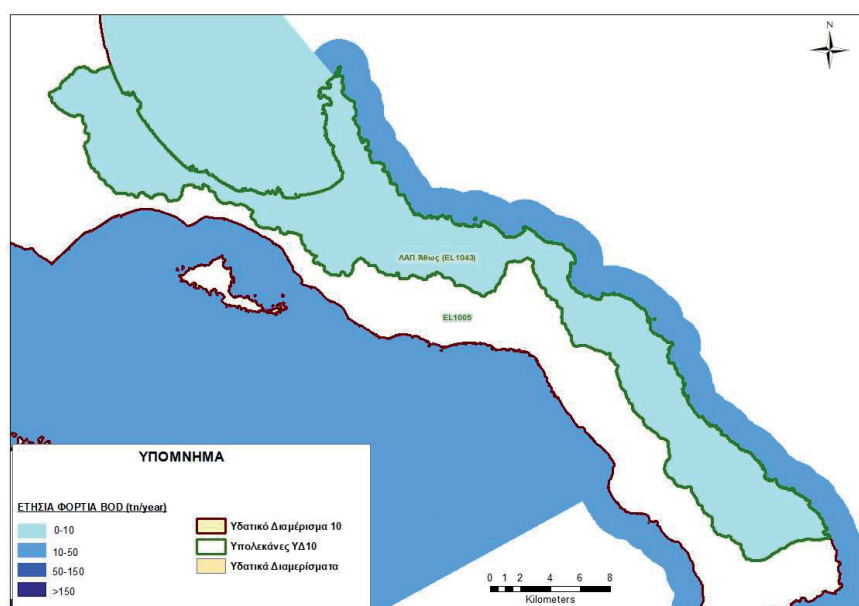 N
ΛΑΠ Άθως (EL1043)
EL1005
ΥΠΟΜΝΗΜΑ
ΕΤΗΣΙΑ ΦΟΡΤΙΑ BOD (tn/year)
0-10
10-50
50-150
>150
Υδατικό Διαμέρισμα 10
Υπολεκάνες ΥΔ10
Υδατικά Διαμερίσματα
0 1 2 4 6 8
Kilometers